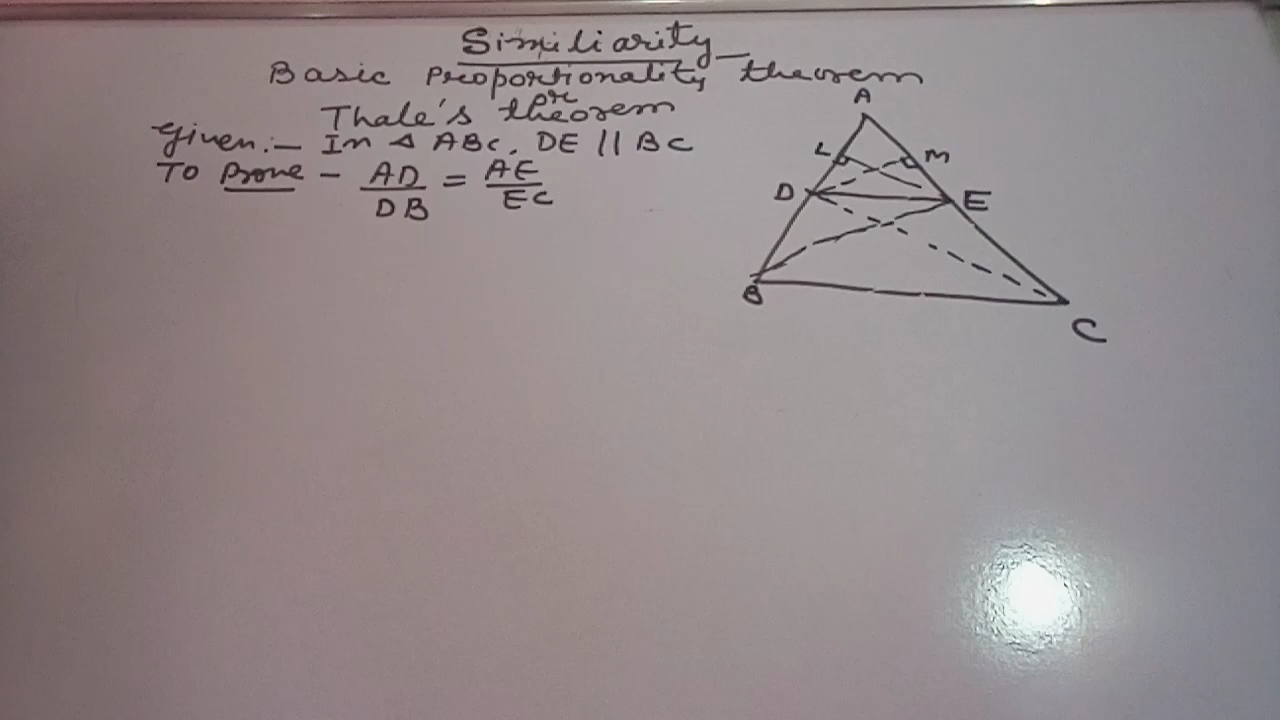 Similiarity
Basic Proportionality theorem
or
Thale's theorem
Given:- In △ ABC, DE || BC
To Prove - AD/DB = AE/EC
A
L
M
D
E
B
C